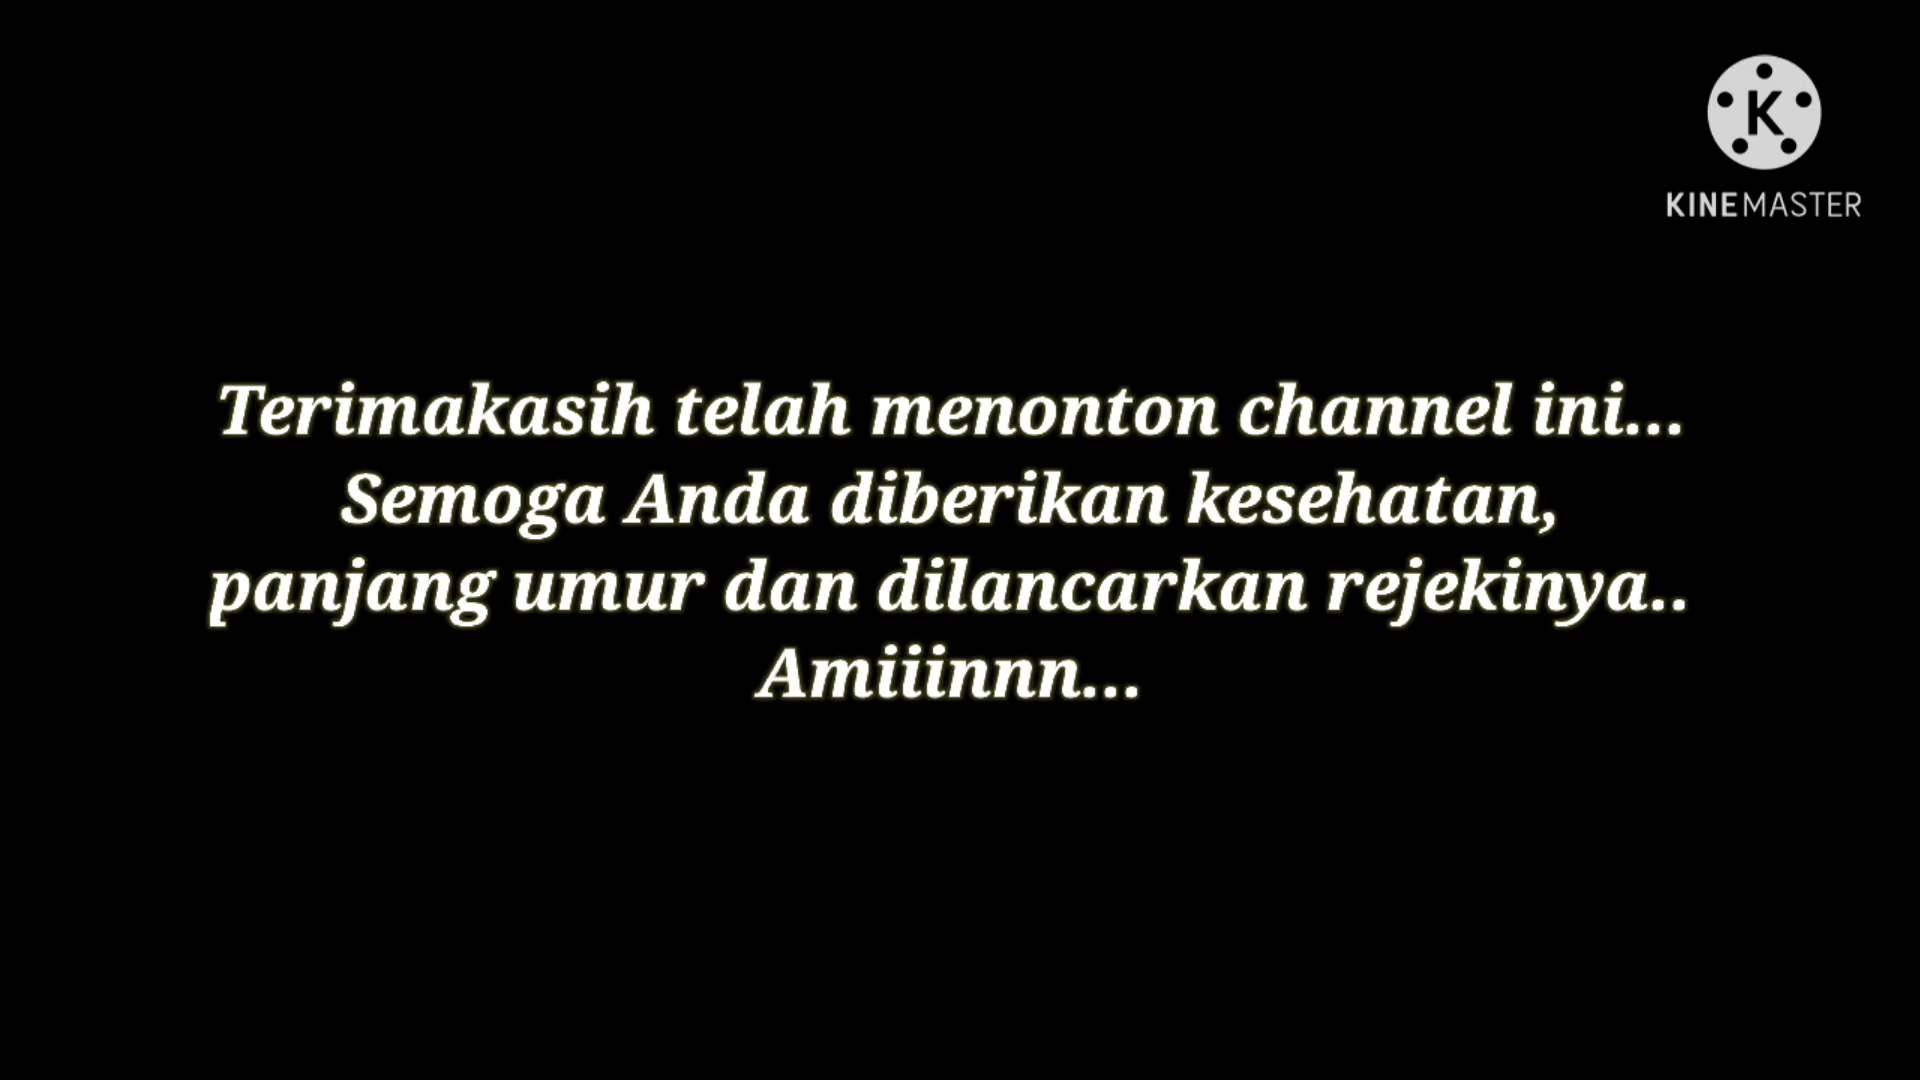 K
KINEMASTER
Terimakasih telah menonton channel ini...
Semoga Anda diberikan kesehatan,
panjang umur dan dilancarkan rejekinya..
Amiiinnn...